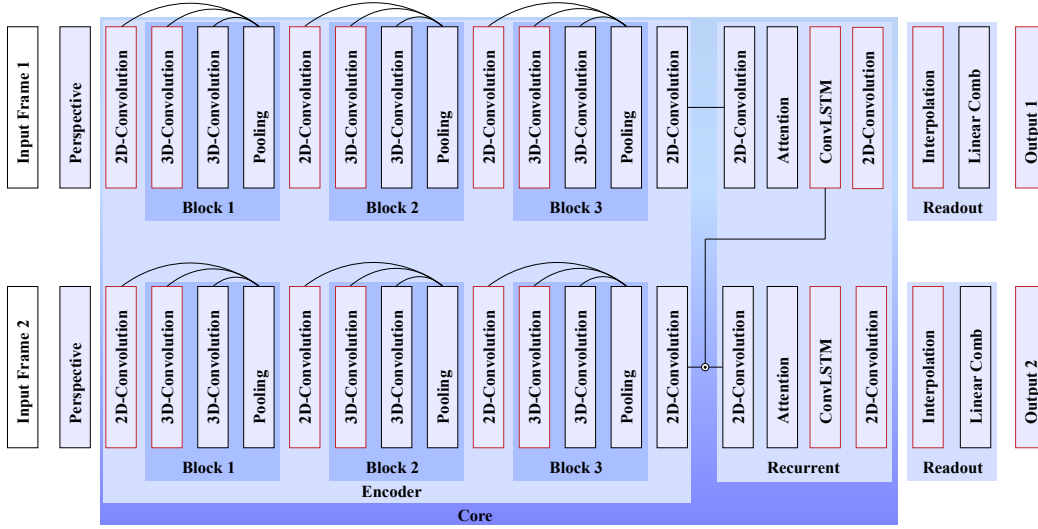 Input Frame 1
Perspective
2D-Convolution
3D-Convolution
3D-Convolution
Pooling
Block 1
2D-Convolution
3D-Convolution
3D-Convolution
Pooling
Block 2
2D-Convolution
3D-Convolution
3D-Convolution
Pooling
Block 3
2D-Convolution
2D-Convolution
Attention
ConvLSTM
2D-Convolution
Interpolation
Linear Comb
Readout
Output 1
Input Frame 2
Perspective
2D-Convolution
3D-Convolution
3D-Convolution
Pooling
Block 1
2D-Convolution
3D-Convolution
3D-Convolution
Pooling
Block 2
2D-Convolution
3D-Convolution
3D-Convolution
Pooling
Block 3
2D-Convolution
2D-Convolution
Attention
ConvLSTM
2D-Convolution
Recurrent
Interpolation
Linear Comb
Readout
Output 2
Encoder
Core